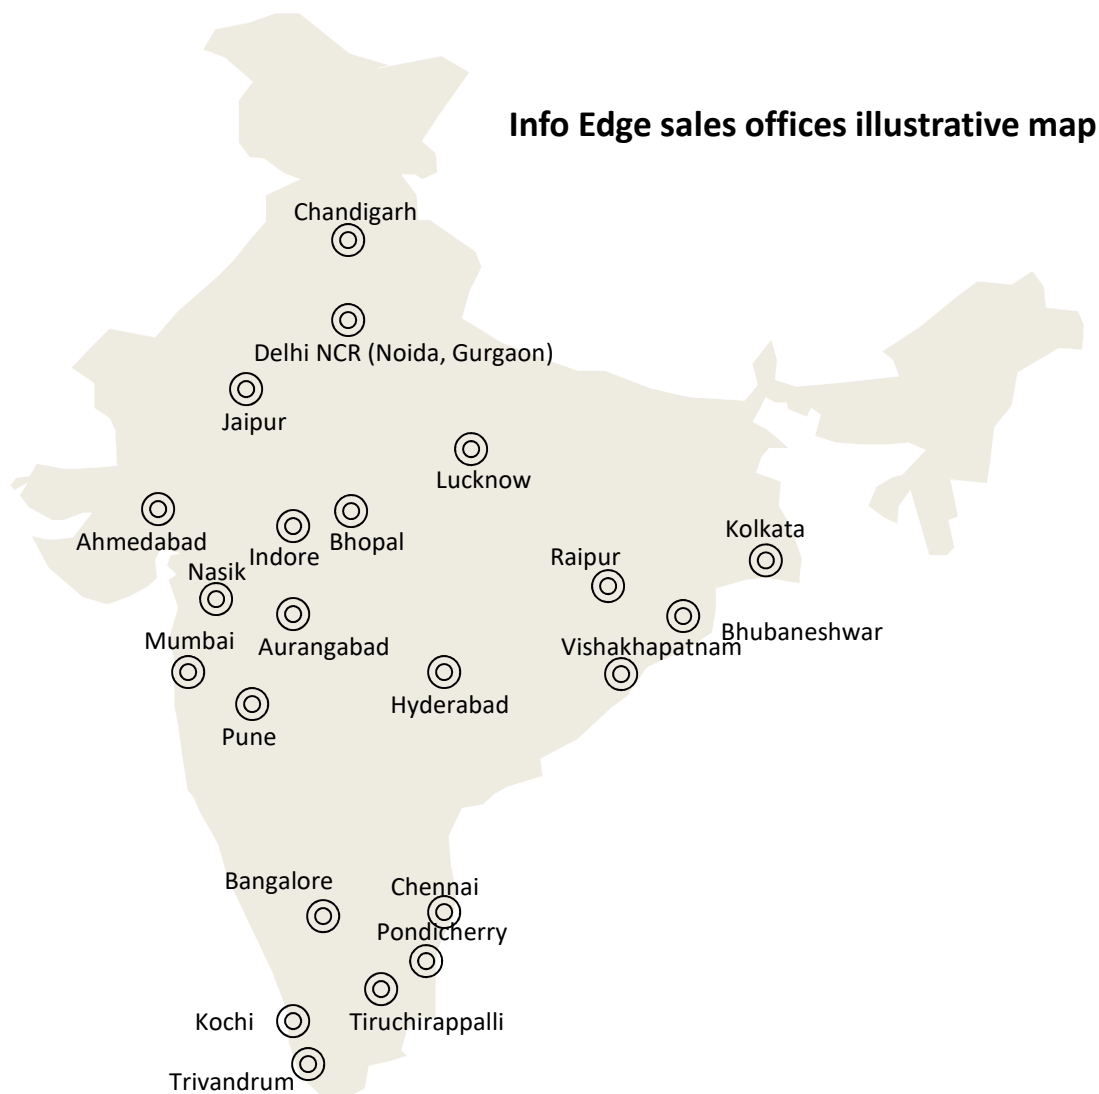 Info Edge sales offices illustrative map
Chandigarh
Delhi NCR (Noida, Gurgaon)
Jaipur
Lucknow
Ahmedabad
Indore
Bhopal
Kolkata
Raipur
Nasik
Mumbai
Aurangabad
Bhubaneshwar
Vishakhapatnam
Hyderabad
Pune
Bangalore
Chennai
Pondicherry
Kochi
Tiruchirappalli
Trivandrum